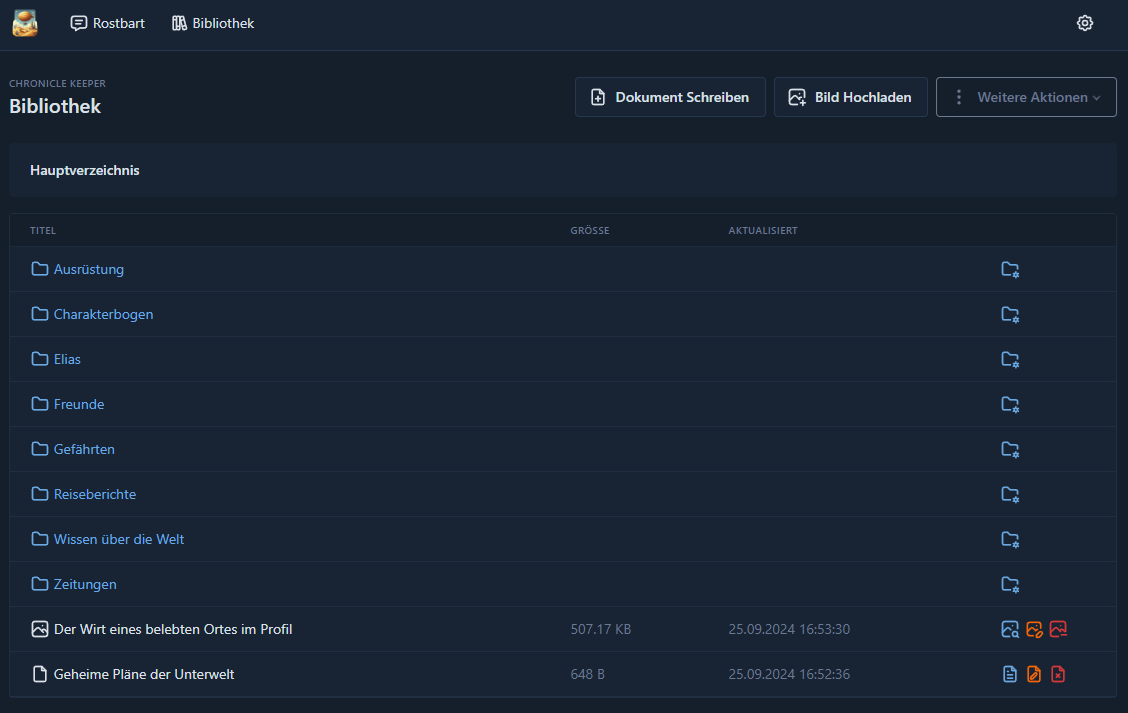 Rostbart Bibliothek
CHRONICLE KEEPER
Bibliothek
Dokument Schreiben Bild Hochladen Weitere Aktionen
Hauptverzeichnis
TITEL GRÖSSE AKTUALISIERT
Ausrüstung
Charakterbogen
Elias
Freunde
Gefährten
Reiseberichte
Wissen über die Welt
Zeitungen
Der Wirt eines belebten Ortes im Profil 507.17 KB 25.09.2024 16:53:30
Geheime Pläne der Unterwelt 648 B 25.09.2024 16:52:36